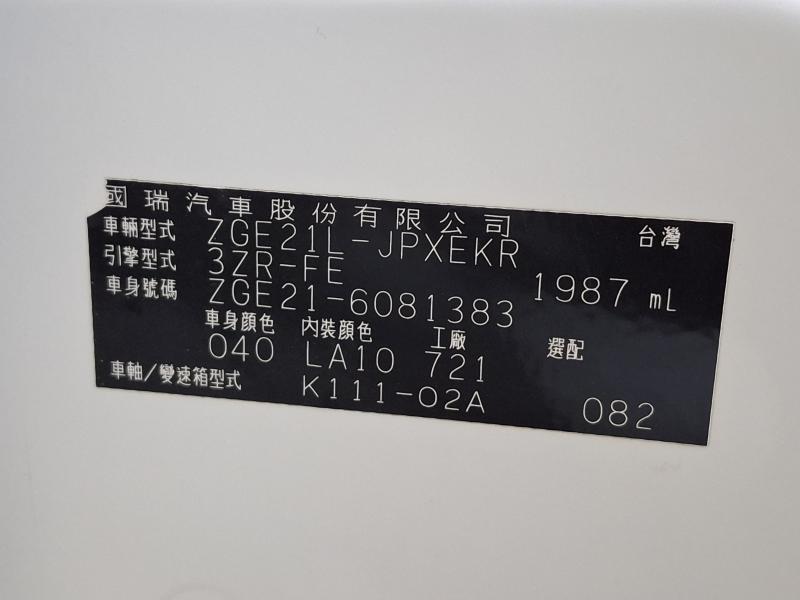 國瑞汽車股份有限公司
台灣
車輛型式 ZGE21L-JPXEKR
引擎型式 3ZR-FE 1987 mL
車身號碼 ZGE21-6081383
車身顏色 內裝顏色 工廠 選配
040 LA10 721
車軸/變速箱型式 K111-02A 082